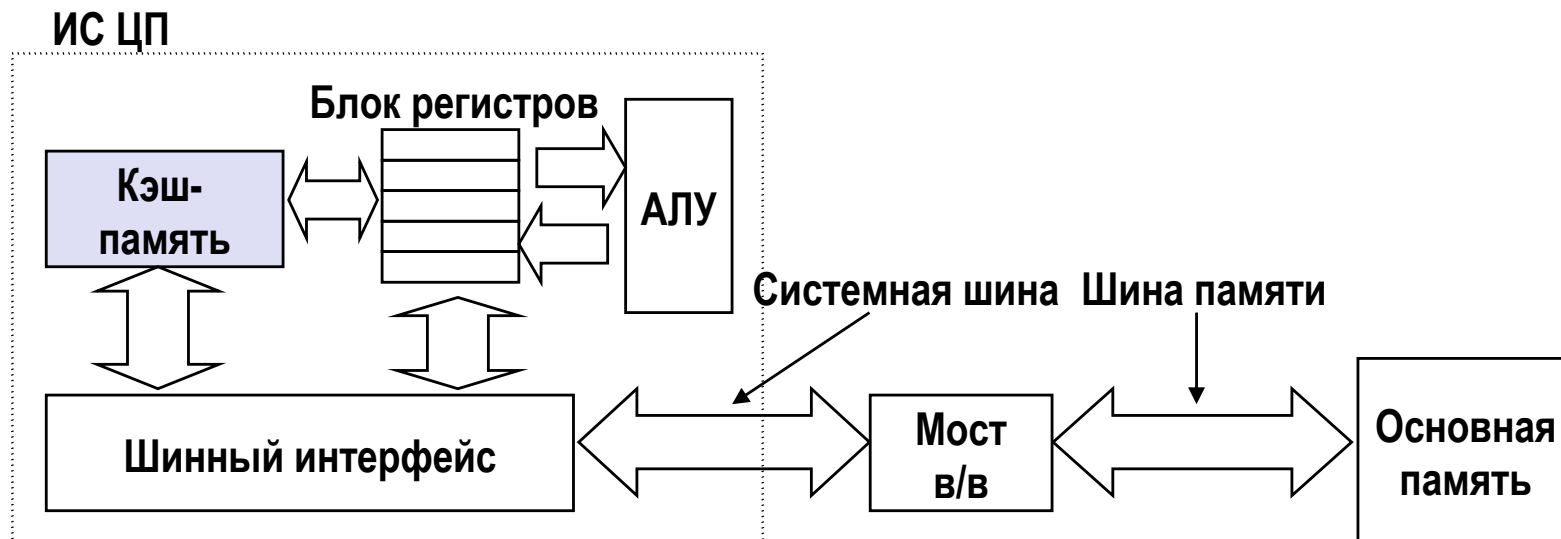 ИС ЦП
Блок регистров
Кэш-
память
АЛУ
Системная шина
Шина памяти
Шинный интерфейс
Мост
в/в
Основная
память